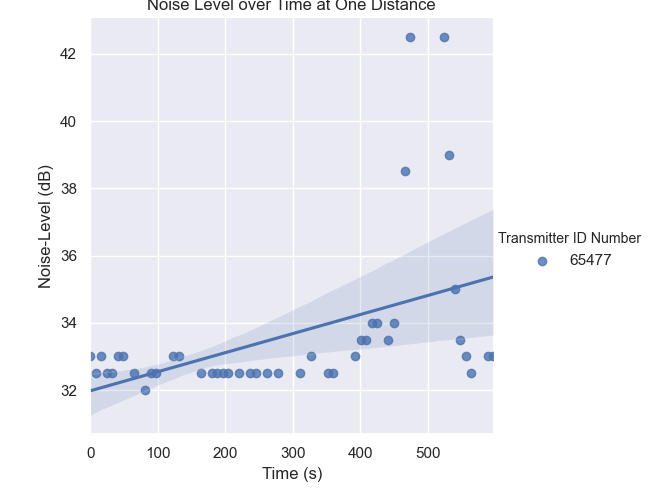 Noise Level over Time at One Distance
42
40
38
36
34
32
Noise-Level (dB)
0 100 200 300 400 500
Time (s)
Transmitter ID Number
65477